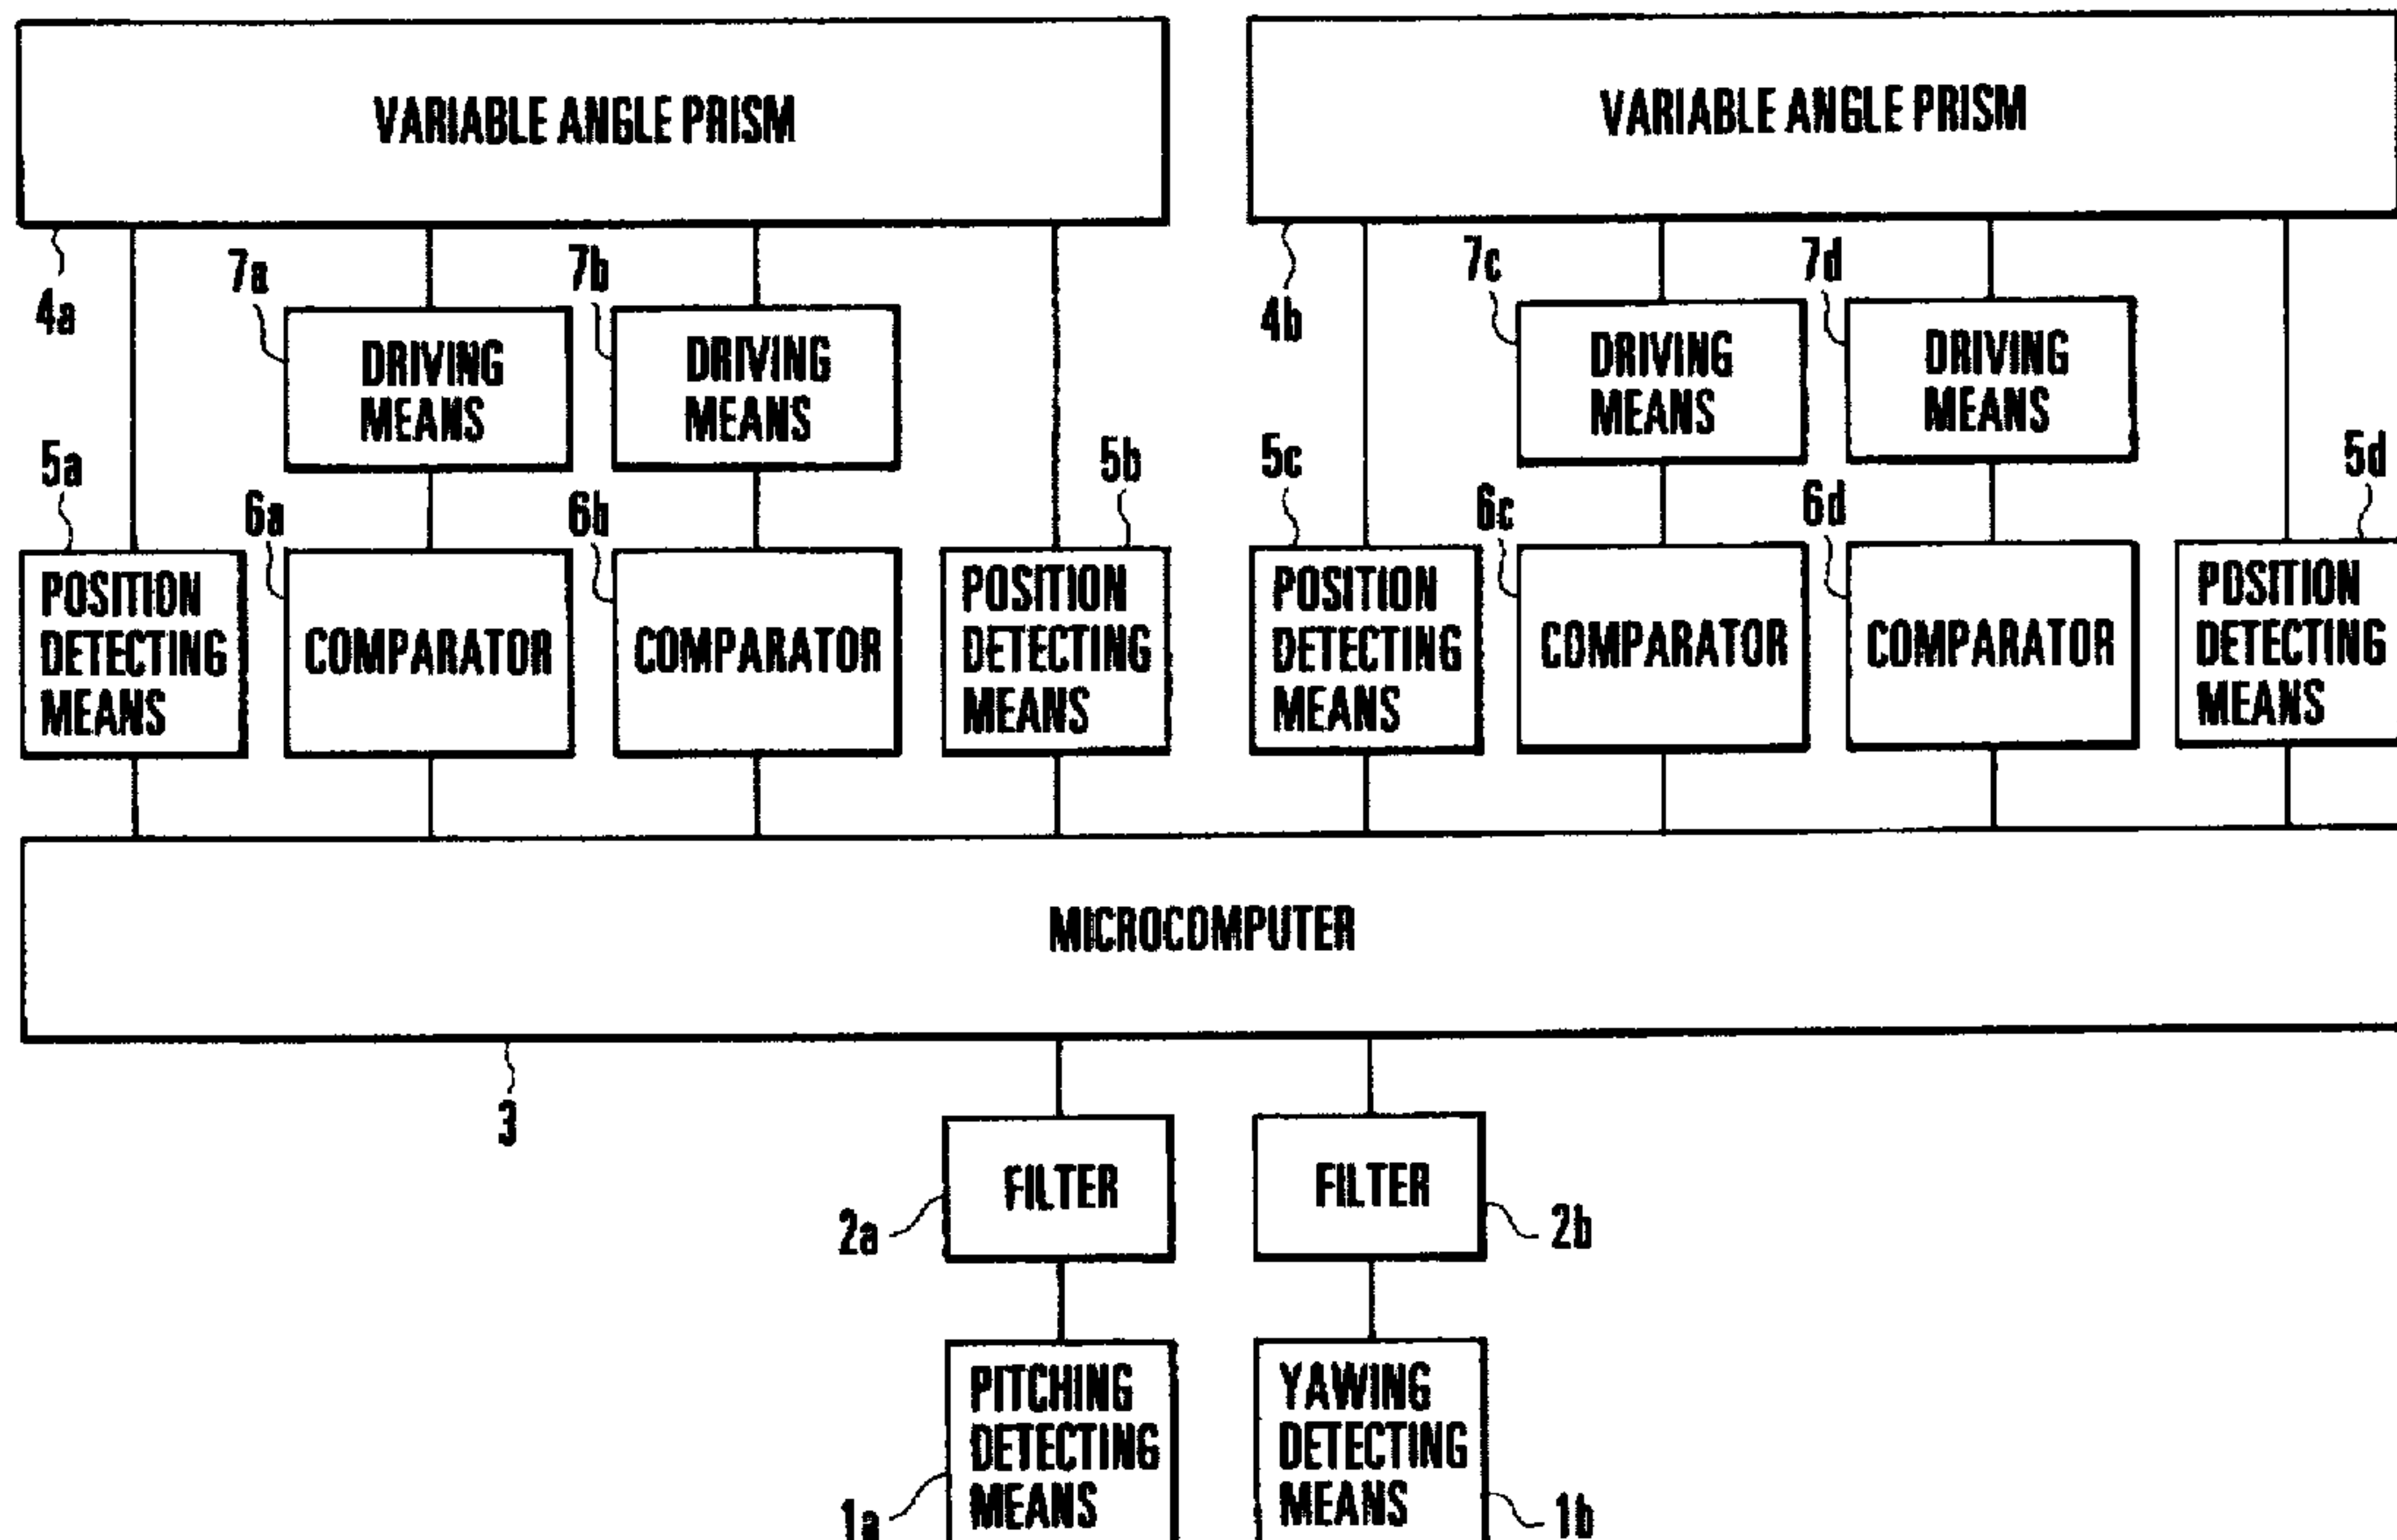 VARIABLE ANGLE PRISM
VARIABLE ANGLE PRISM
4a
7a
7b
4b
7c
7d
DRIVING
MEANS
DRIVING
MEANS
DRIVING
MEANS
DRIVING
MEANS
5a
6a
6b
5b
5c
6c
6d
5d
POSITION
DETECTING
MEANS
COMPARATOR
COMPARATOR
POSITION
DETECTING
MEANS
POSITION
DETECTING
MEANS
COMPARATOR
COMPARATOR
POSITION
DETECTING
MEANS
MICROCOMPUTER
3
FILTER
2a
FILTER
2b
PITCHING
DETECTING
MEANS
1a
YAWING
DETECTING
MEANS
1b